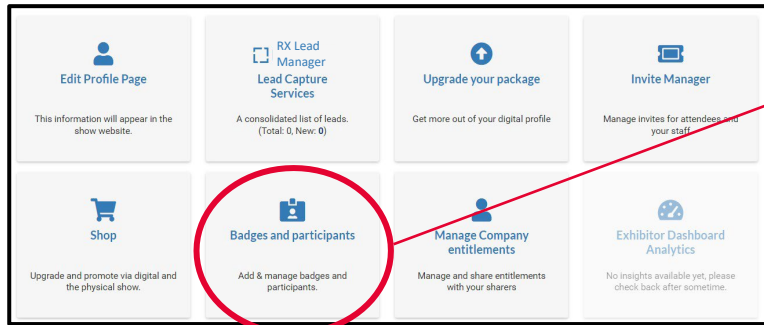 Edit Profile Page
This information will appear in the
show website.
RX Lead
Manager
Lead Capture
Services
A consolidated list of leads.
(Total: 0, New: 0)
Upgrade your package
Get more out of your digital profile
Invite Manager
Manage invites for attendees and
your staff
Shop
Upgrade and promote via digital and
the physical show.
Badges and participants
Add & manage badges and
participants.
Manage Company
entitlements
Manage and share entitlements
with your sharers
Exhibitor Dashboard
Analytics
No insights available yet, please
check back after sometime.